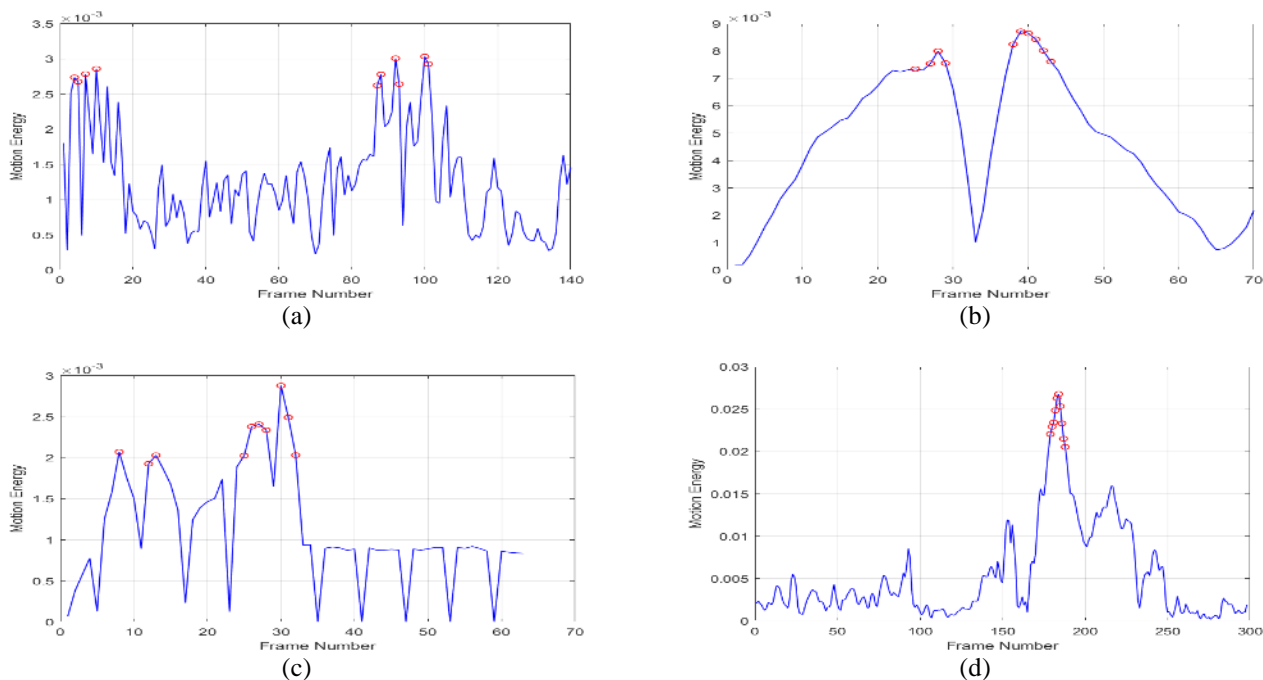 × 10⁻³
3.5
3
2.5
2
1.5
1
0.5
0
Motion Energy
0 20 40 60 80 100 120 140
Frame Number
(a)
× 10⁻³
9
8
7
6
5
4
3
2
1
0
Motion Energy
0 10 20 30 40 50 60 70
Frame Number
(b)
× 10⁻³
3
2.5
2
1.5
1
0.5
0
Motion Energy
0 10 20 30 40 50 60 70
Frame Number
(c)
0.03
0.025
0.02
0.015
0.01
0.005
0
Motion Energy
0 50 100 150 200 250 300
Frame Number
(d)